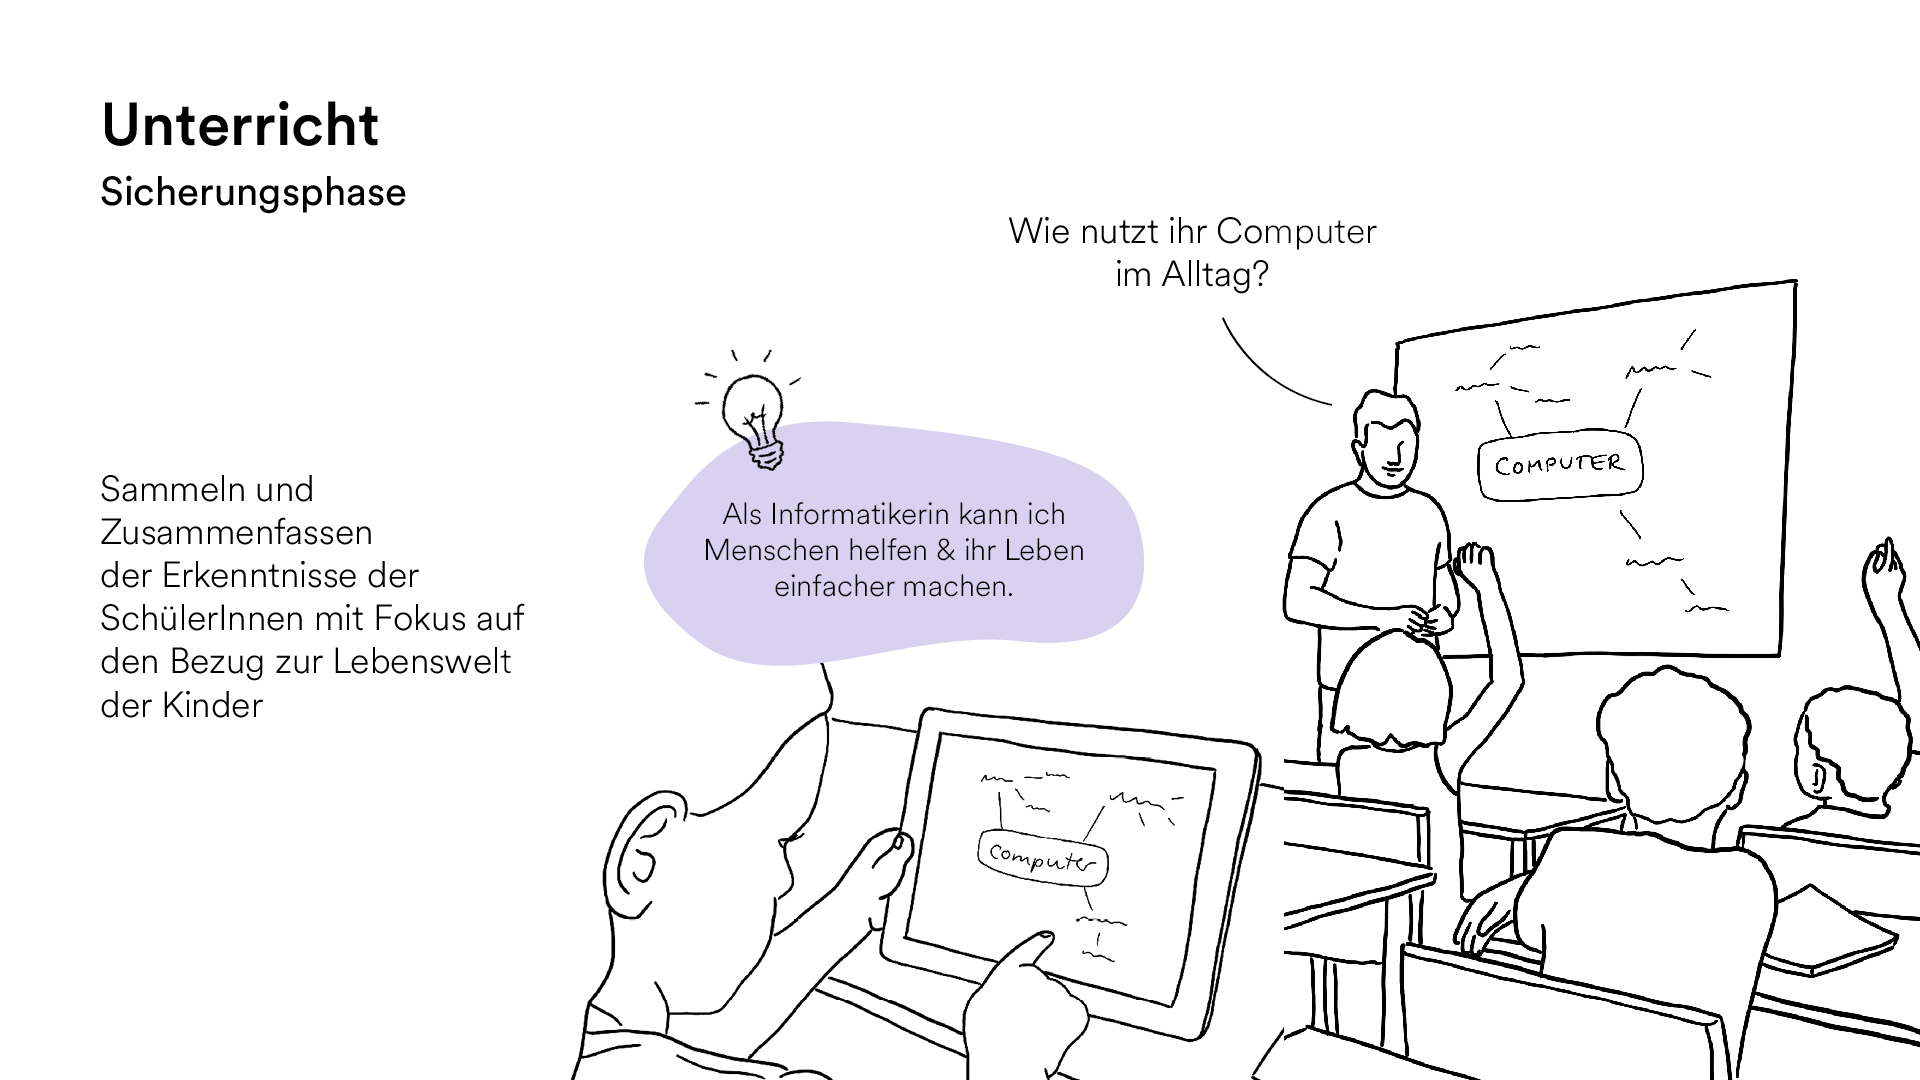 Unterricht
Sicherungsphase
Wie nutzt ihr Computer
im Alltag?
Sammeln und
Zusammenfassen
der Erkenntnisse der
SchülerInnen mit Fokus auf
den Bezug zur Lebenswelt
der Kinder
Als Informatikerin kann ich
Menschen helfen & ihr Leben
einfacher machen.
COMPUTER
Computer